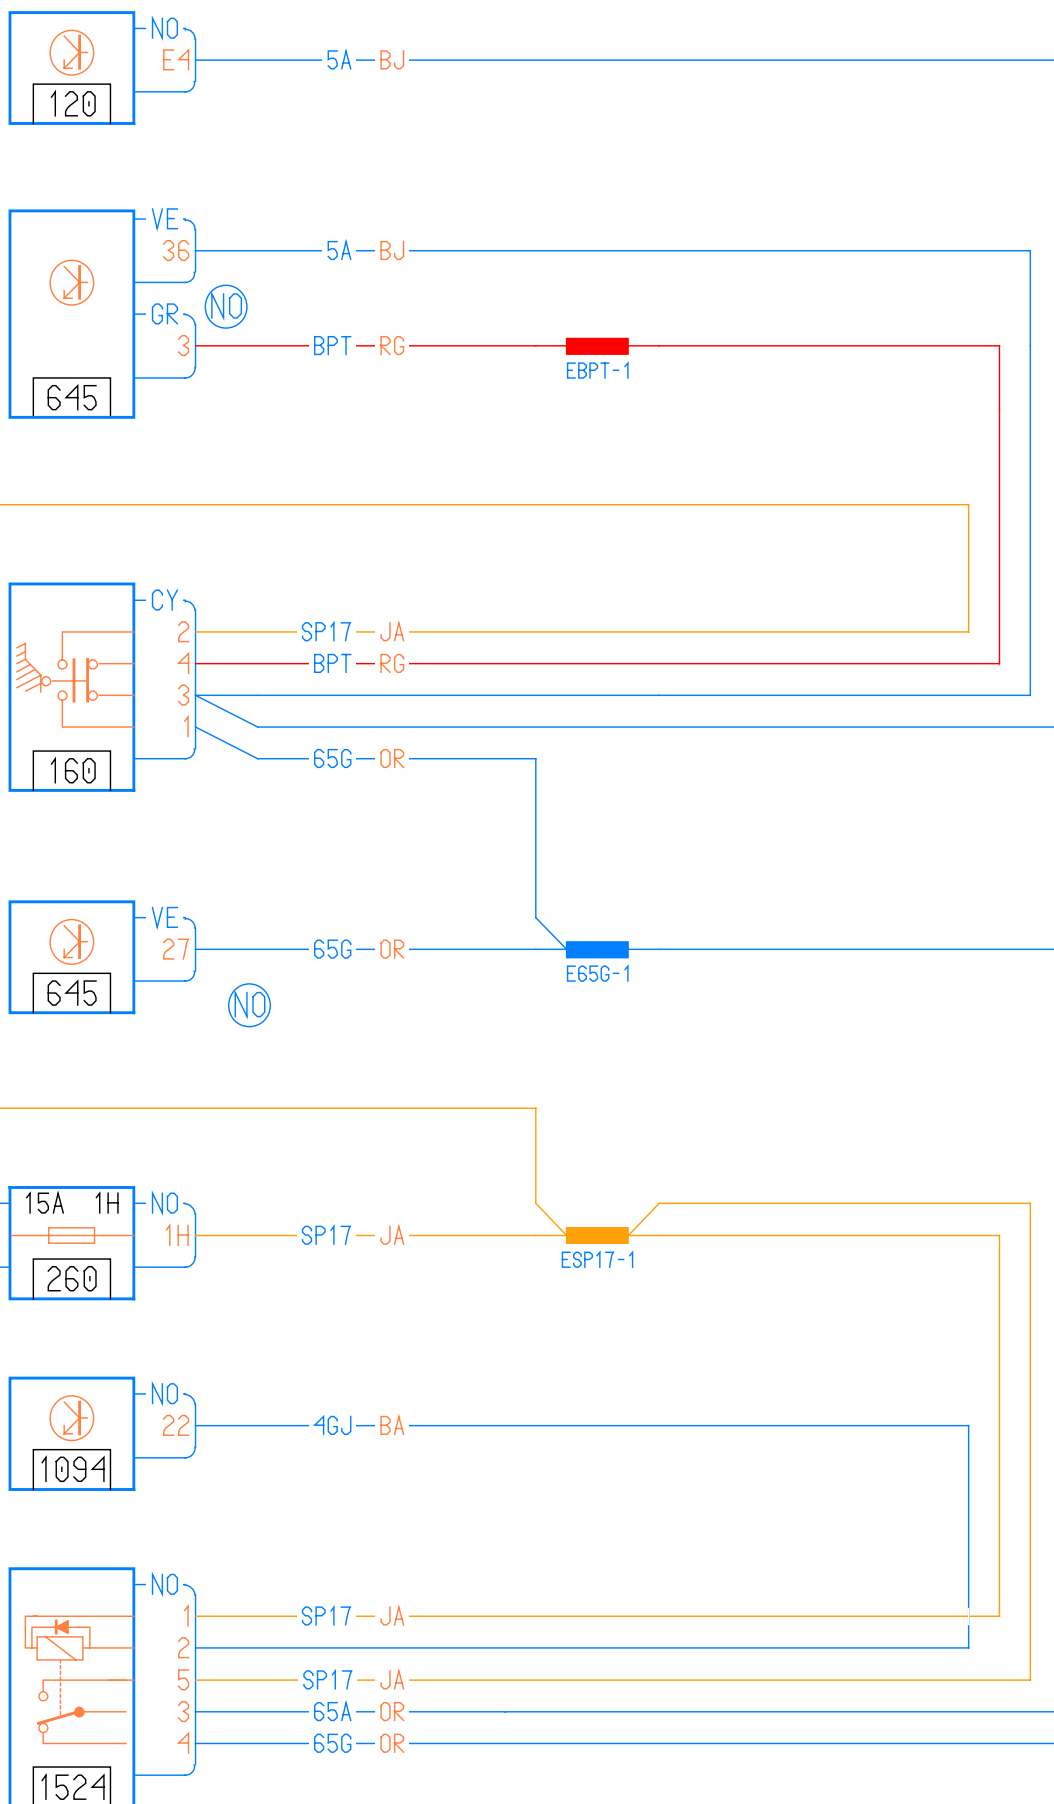 NO
E4 5A BJ
120
VE
36 5A BJ
GR NO
3 BPT RG
EBPT-1
645
CY
2 SP17 JA
4 BPT RG
3
1
65G OR
160
VE
27 65G OR
E65G-1
645
NO
15A 1H NO
1H SP17 JA
ESP17-1
260
NO
22 4GJ BA
1094
NO
1 SP17 JA
2
5 SP17 JA
3 65A OR
4 65G OR
1524